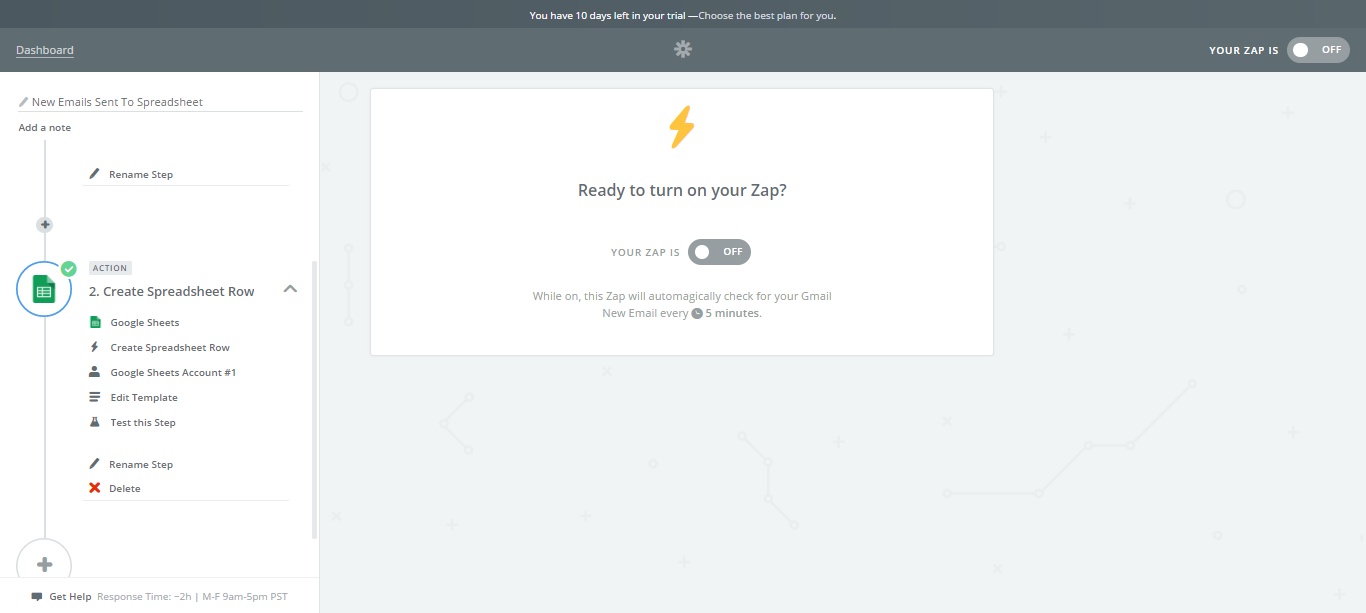 You have 10 days left in your trial —Choose the best plan for you.
Dashboard
YOUR ZAP IS OFF
New Emails Sent To Spreadsheet
Add a note
Rename Step
ACTION
2. Create Spreadsheet Row
Google Sheets
Create Spreadsheet Row
Google Sheets Account #1
Edit Template
Test this Step
Rename Step
Delete
Get Help Response Time: ~2h | M-F 9am-5pm PST
Ready to turn on your Zap?
YOUR ZAP IS OFF
While on, this Zap will automagically check for your Gmail
New Email every 5 minutes.